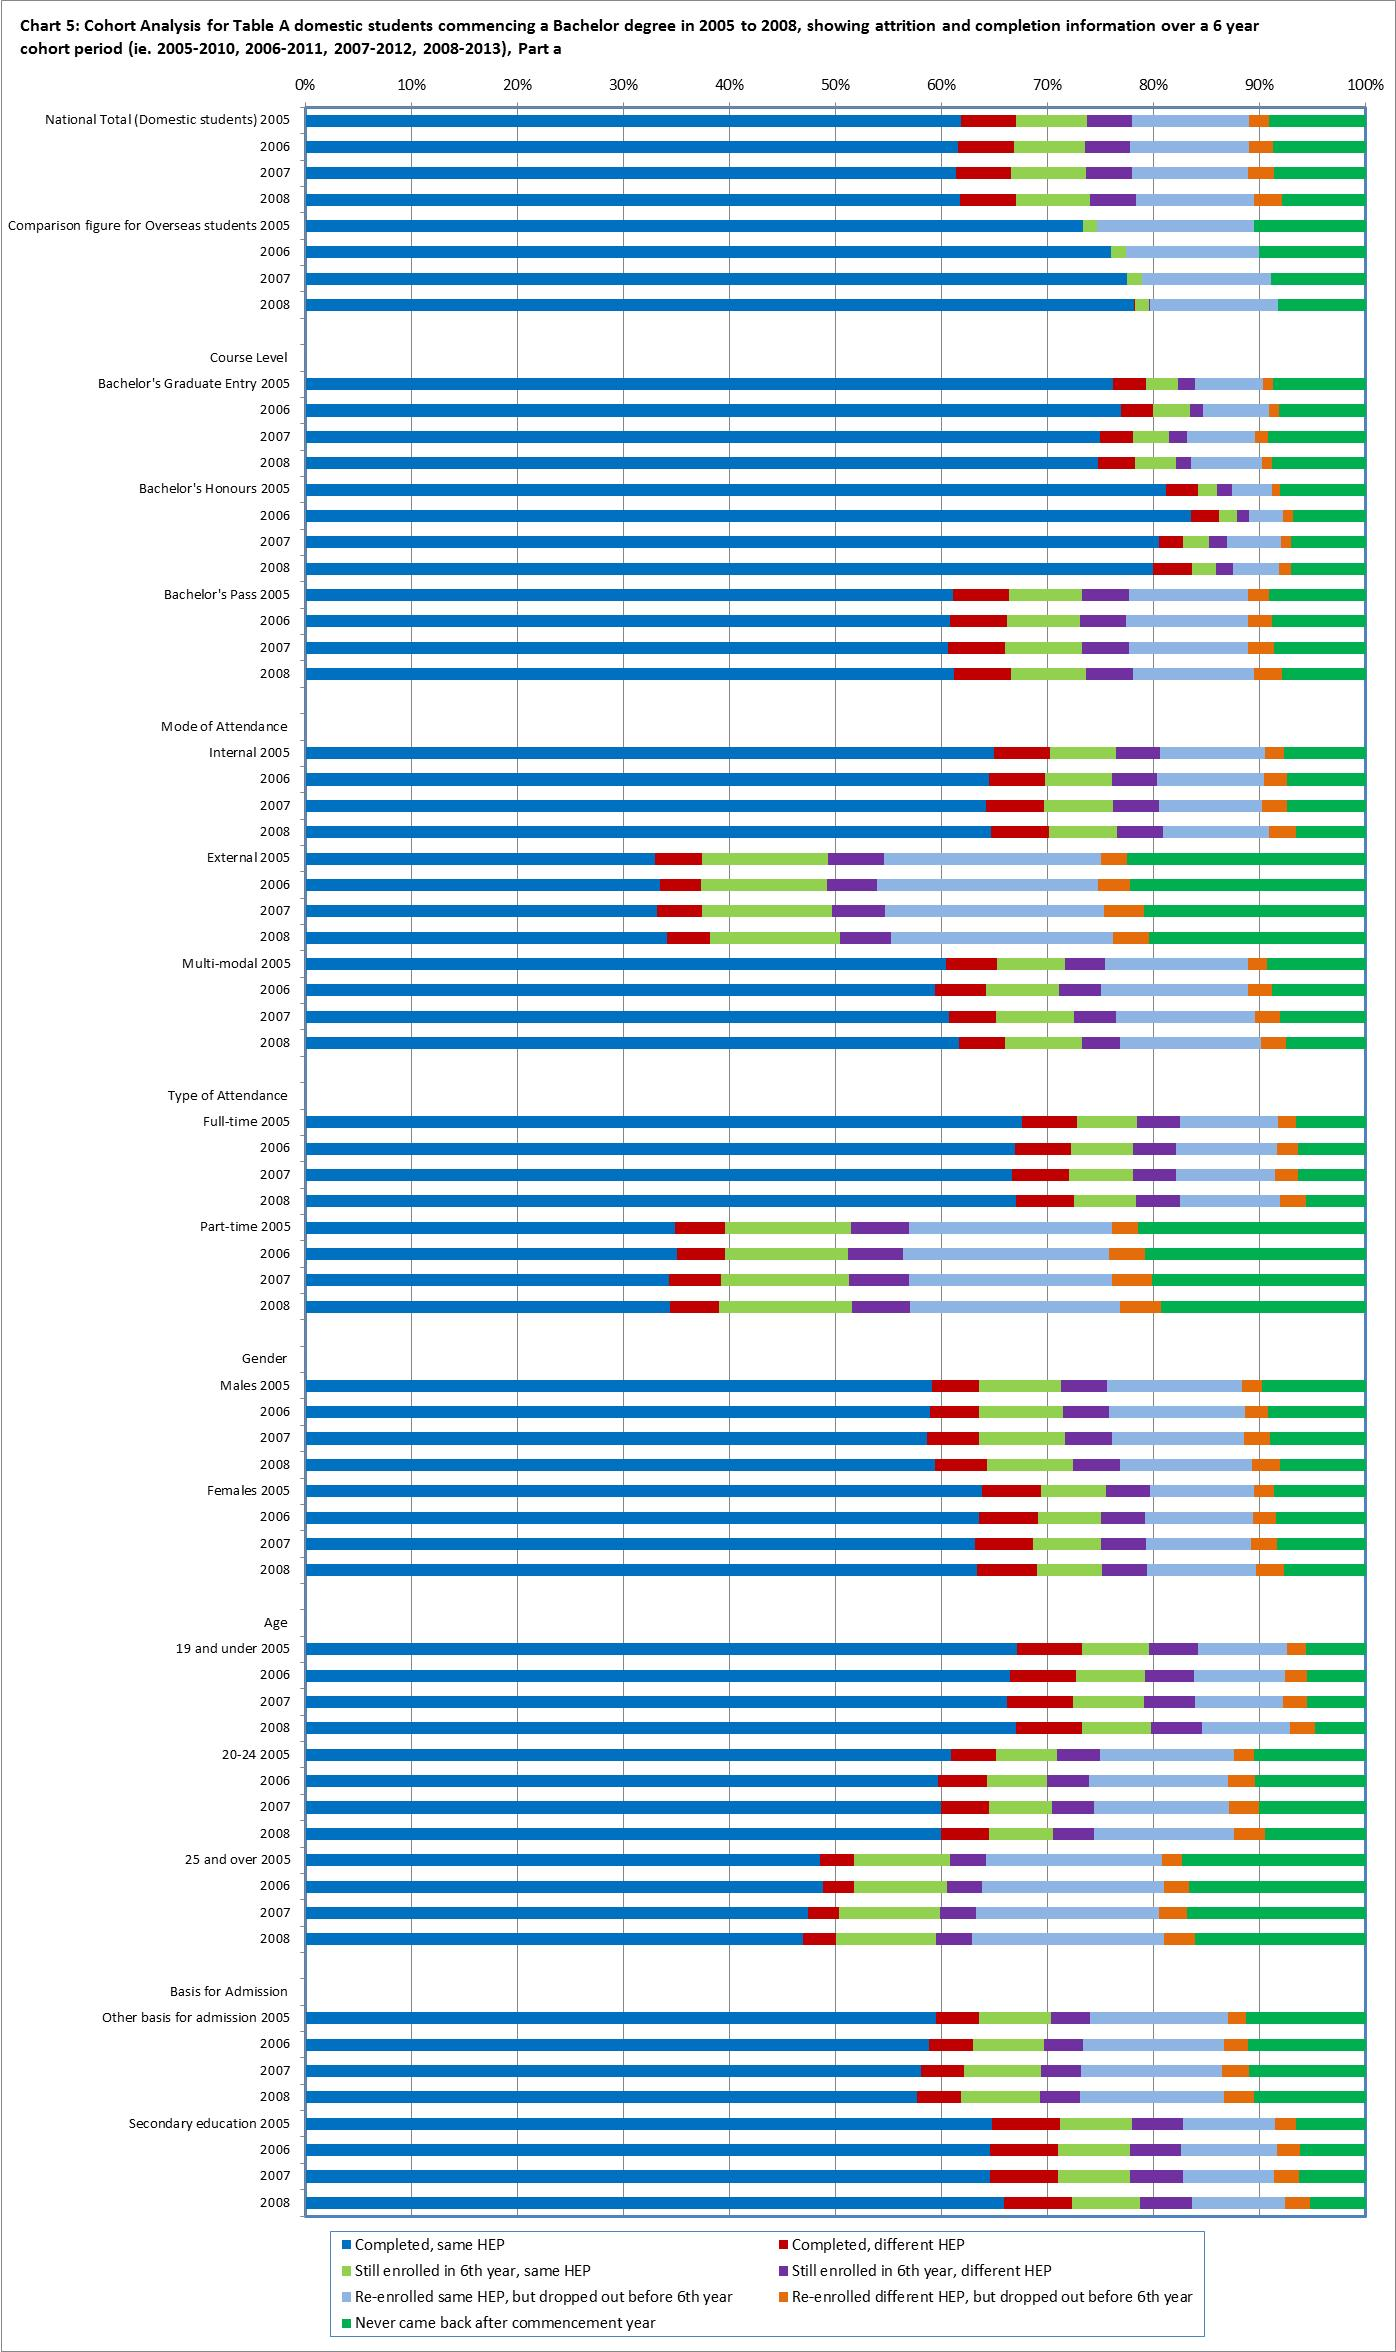 Chart 5: Cohort Analysis for Table A domestic students commencing a Bachelor degree in 2005 to 2008, showing attrition and completion information over a 6 year
cohort period (ie. 2005-2010, 2006-2011, 2007-2012, 2008-2013), Part a
0% 10% 20% 30% 40% 50% 60% 70% 80% 90% 100%
National Total (Domestic students) 2005
2006
2007
2008
Comparison figure for Overseas students 2005
2006
2007
2008
Course Level
Bachelor's Graduate Entry 2005
2006
2007
2008
Bachelor's Honours 2005
2006
2007
2008
Bachelor's Pass 2005
2006
2007
2008
Mode of Attendance
Internal 2005
2006
2007
2008
External 2005
2006
2007
2008
Multi-modal 2005
2006
2007
2008
Type of Attendance
Full-time 2005
2006
2007
2008
Part-time 2005
2006
2007
2008
Gender
Males 2005
2006
2007
2008
Females 2005
2006
2007
2008
Age
19 and under 2005
2006
2007
2008
20-24 2005
2006
2007
2008
25 and over 2005
2006
2007
2008
Basis for Admission
Other basis for admission 2005
2006
2007
2008
Secondary education 2005
2006
2007
2008
Completed, same HEP Completed, different HEP
Still enrolled in 6th year, same HEP Still enrolled in 6th year, different HEP
Re-enrolled same HEP, but dropped out before 6th year Re-enrolled different HEP, but dropped out before 6th year
Never came back after commencement year